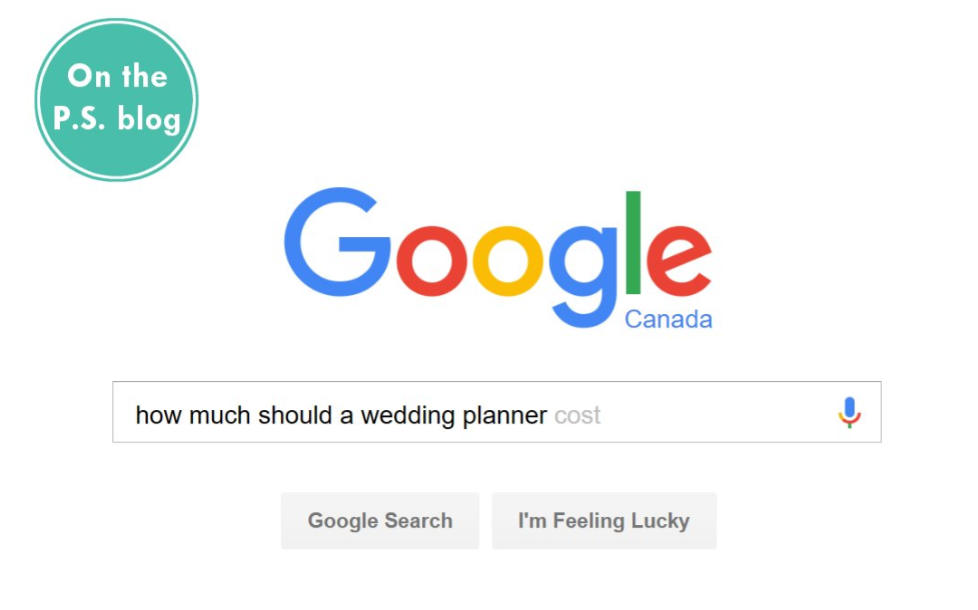 On the
P.S. blog
Google
Canada
how much should a wedding planner cost
Google Search
I'm Feeling Lucky